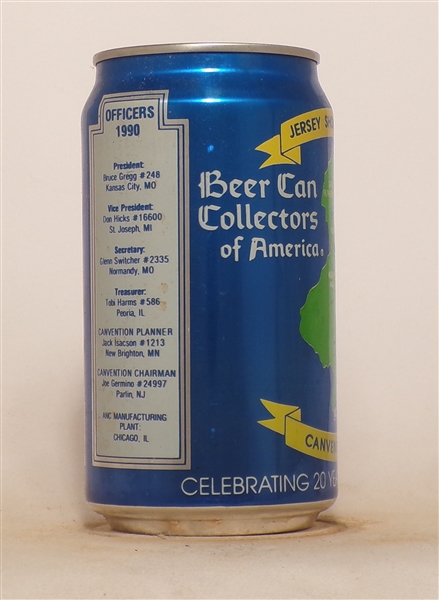 OFFICERS
1990
President:
Bruce Gregg #248
Kansas City, MO
Vice President:
Don Hicks #16600
St. Joseph, MI
Secretary:
Glenn Switcher #2335
Normandy, MO
Treasurer:
Tobi Harms #586
Peoria, IL
CANVENTION PLANNER
Jack Isacson #1213
New Brighton, MN
CANVENTION CHAIRMAN
Joe Germino #24997
Parlin, NJ
ANC MANUFACTURING
PLANT:
CHICAGO, IL
JERSEY SHO
Beer Can
Collectors
of America®
CANVEN
CELEBRATING 20 YE